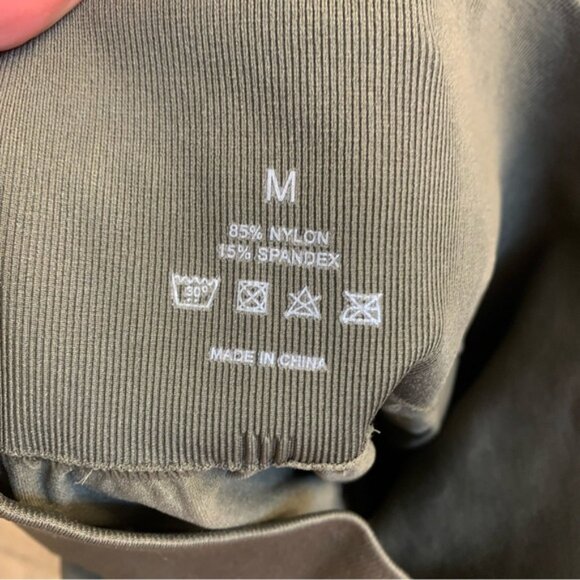 M
85% NYLON
15% SPANDEX
30°
MADE IN CHINA